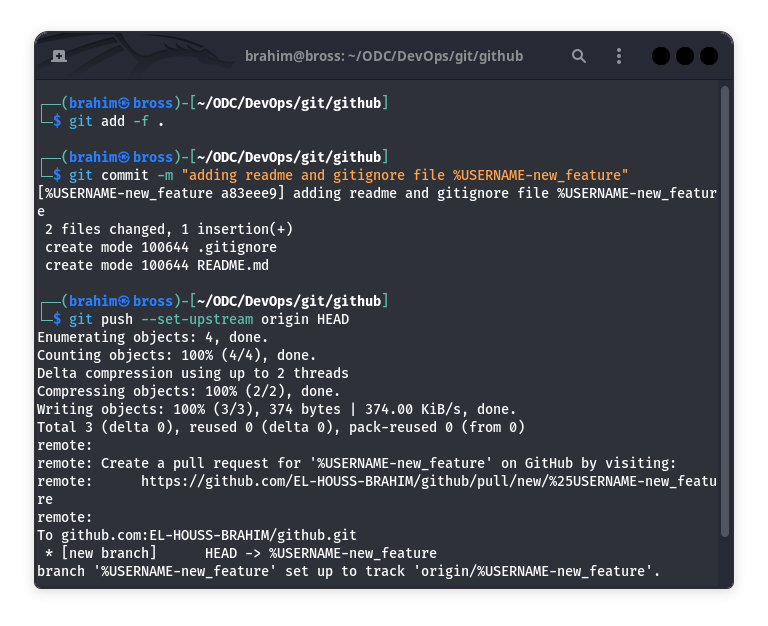 brahim@bross: ~/ODC/DevOps/git/github
┌──(brahim㉿bross)-[~/ODC/DevOps/git/github]
└─$ git add -f .
┌──(brahim㉿bross)-[~/ODC/DevOps/git/github]
└─$ git commit -m "adding readme and gitignore file %USERNAME-new_feature"
[%USERNAME-new_feature a83eee9] adding readme and gitignore file %USERNAME-new_featur
e
 2 files changed, 1 insertion(+)
 create mode 100644 .gitignore
 create mode 100644 README.md
┌──(brahim㉿bross)-[~/ODC/DevOps/git/github]
└─$ git push --set-upstream origin HEAD
Enumerating objects: 4, done.
Counting objects: 100% (4/4), done.
Delta compression using up to 2 threads
Compressing objects: 100% (2/2), done.
Writing objects: 100% (3/3), 374 bytes | 374.00 KiB/s, done.
Total 3 (delta 0), reused 0 (delta 0), pack-reused 0 (from 0)
remote:
remote: Create a pull request for '%USERNAME-new_feature' on GitHub by visiting:
remote:      https://github.com/EL-HOUSS-BRAHIM/github/pull/new/%25USERNAME-new_featu
re
remote:
To github.com:EL-HOUSS-BRAHIM/github.git
 * [new branch]      HEAD -> %USERNAME-new_feature
branch '%USERNAME-new_feature' set up to track 'origin/%USERNAME-new_feature'.